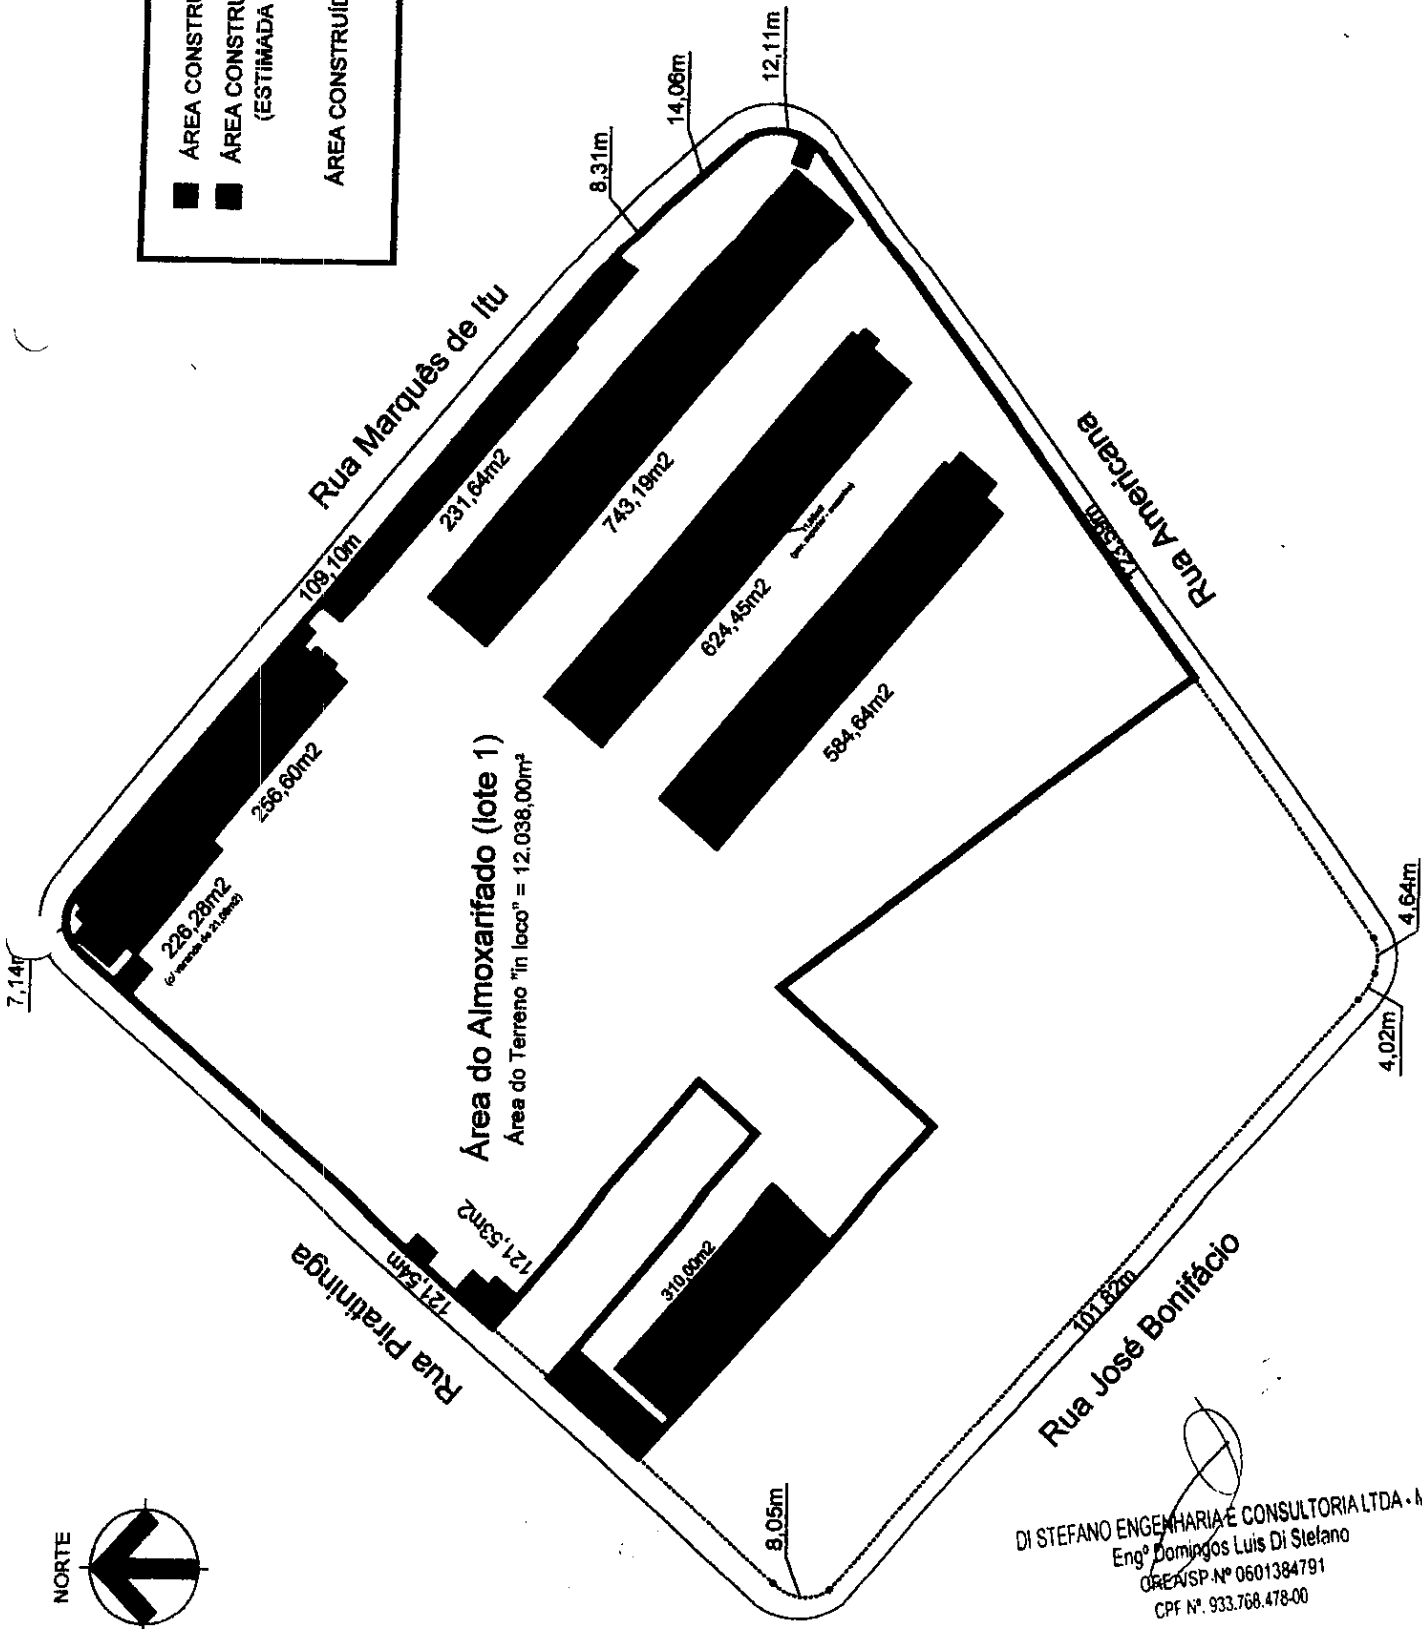 ÁREA CONSTRU
ÁREA CONSTRU
(ESTIMADA
ÁREA CONSTRUÍD
12,11m
14,06m
8,31m
Rua Marquês de Itu
109,10m
231,64m2
743,19m2
624,45m2
584,64m2
256,60m2
226,28m2
7,14
Rua Americana
123,59m
Área do Almoxarifado (lote 1)
Área do Terreno "in loco" = 12.038,00m²
121,53m2
121,54m
Rua Piratininga
310,00m2
4,64m
4,02m
101,82m
Rua José Bonifácio
8,05m
NORTE
DI STEFANO ENGENHARIA E CONSULTORIA LTDA - M
Engº Domingos Luis Di Stefano
CREA/SP Nº 0601384791
CPF Nº. 933.768.478-00